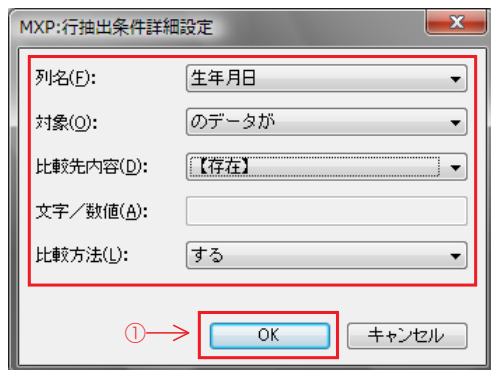 MXP:行抽出条件詳細設定
列名(F): 生年月日
対象(O): のデータが
比較先内容(D): 【存在】
文字／数値(A):
比較方法(L): する
① OK キャンセル